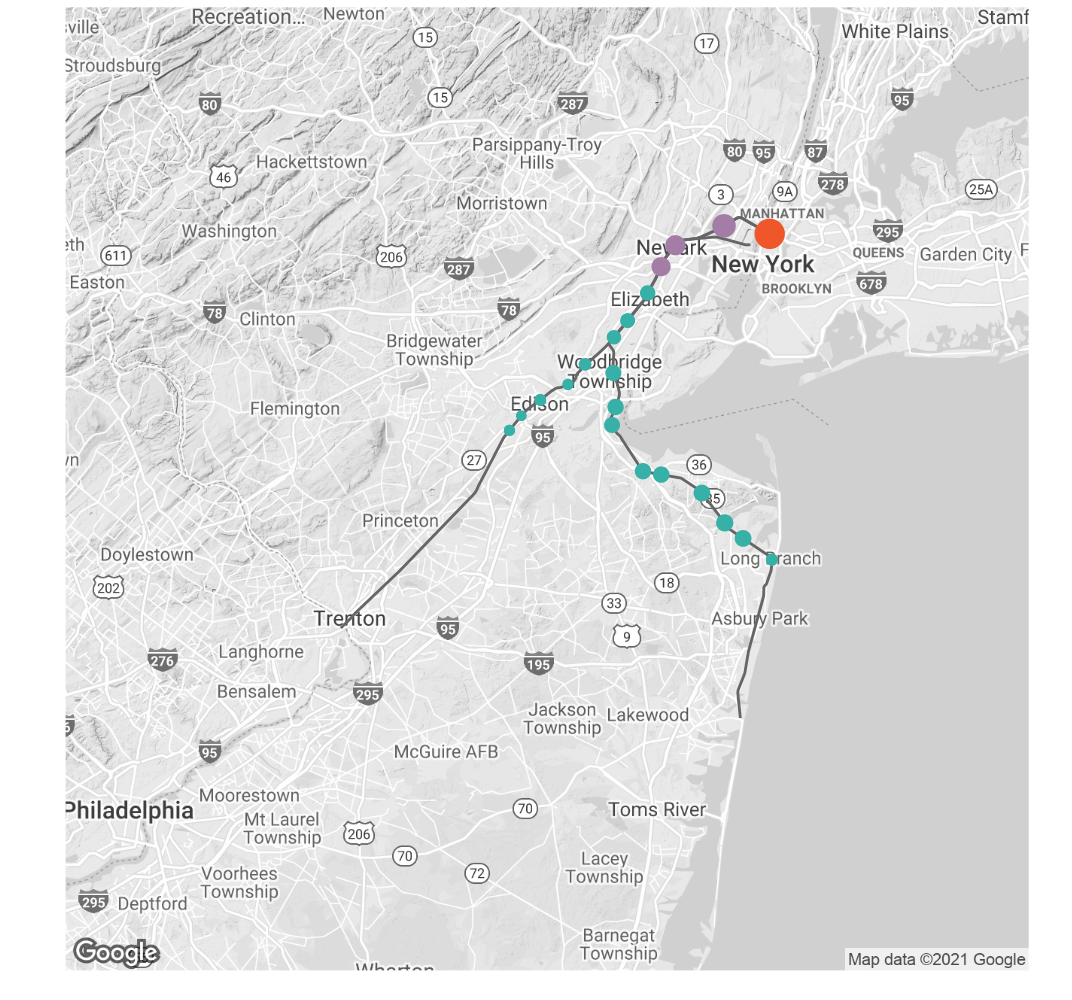 Recreation...
Newton
Stamf
sville
15
17
White Plains
Stroudsburg
80
15
287
95
Parsippany-Troy
Hills
80
95
87
Hackettstown
46
278
3
9A
25A
Morristown
MANHATTAN
Washington
295
eth
611
206
Newark
QUEENS
Garden City
F
287
New York
Easton
678
BROOKLYN
78
78
Elizabeth
Clinton
Bridgewater
Township
Woodbridge
Township
Flemington
Edison
95
vn
27
36
35
Princeton
Doylestown
Long Branch
202
18
33
Trenton
95
Asbury Park
9
Langhorne
276
195
Bensalem
295
Jackson
Township
Lakewood
95
McGuire AFB
Moorestown
Philadelphia
70
Toms River
Mt Laurel
Township
206
70
72
Lacey
Township
Voorhees
Township
295
Deptford
Barnegat
Township
Google
Map data ©2021 Google
Wharton